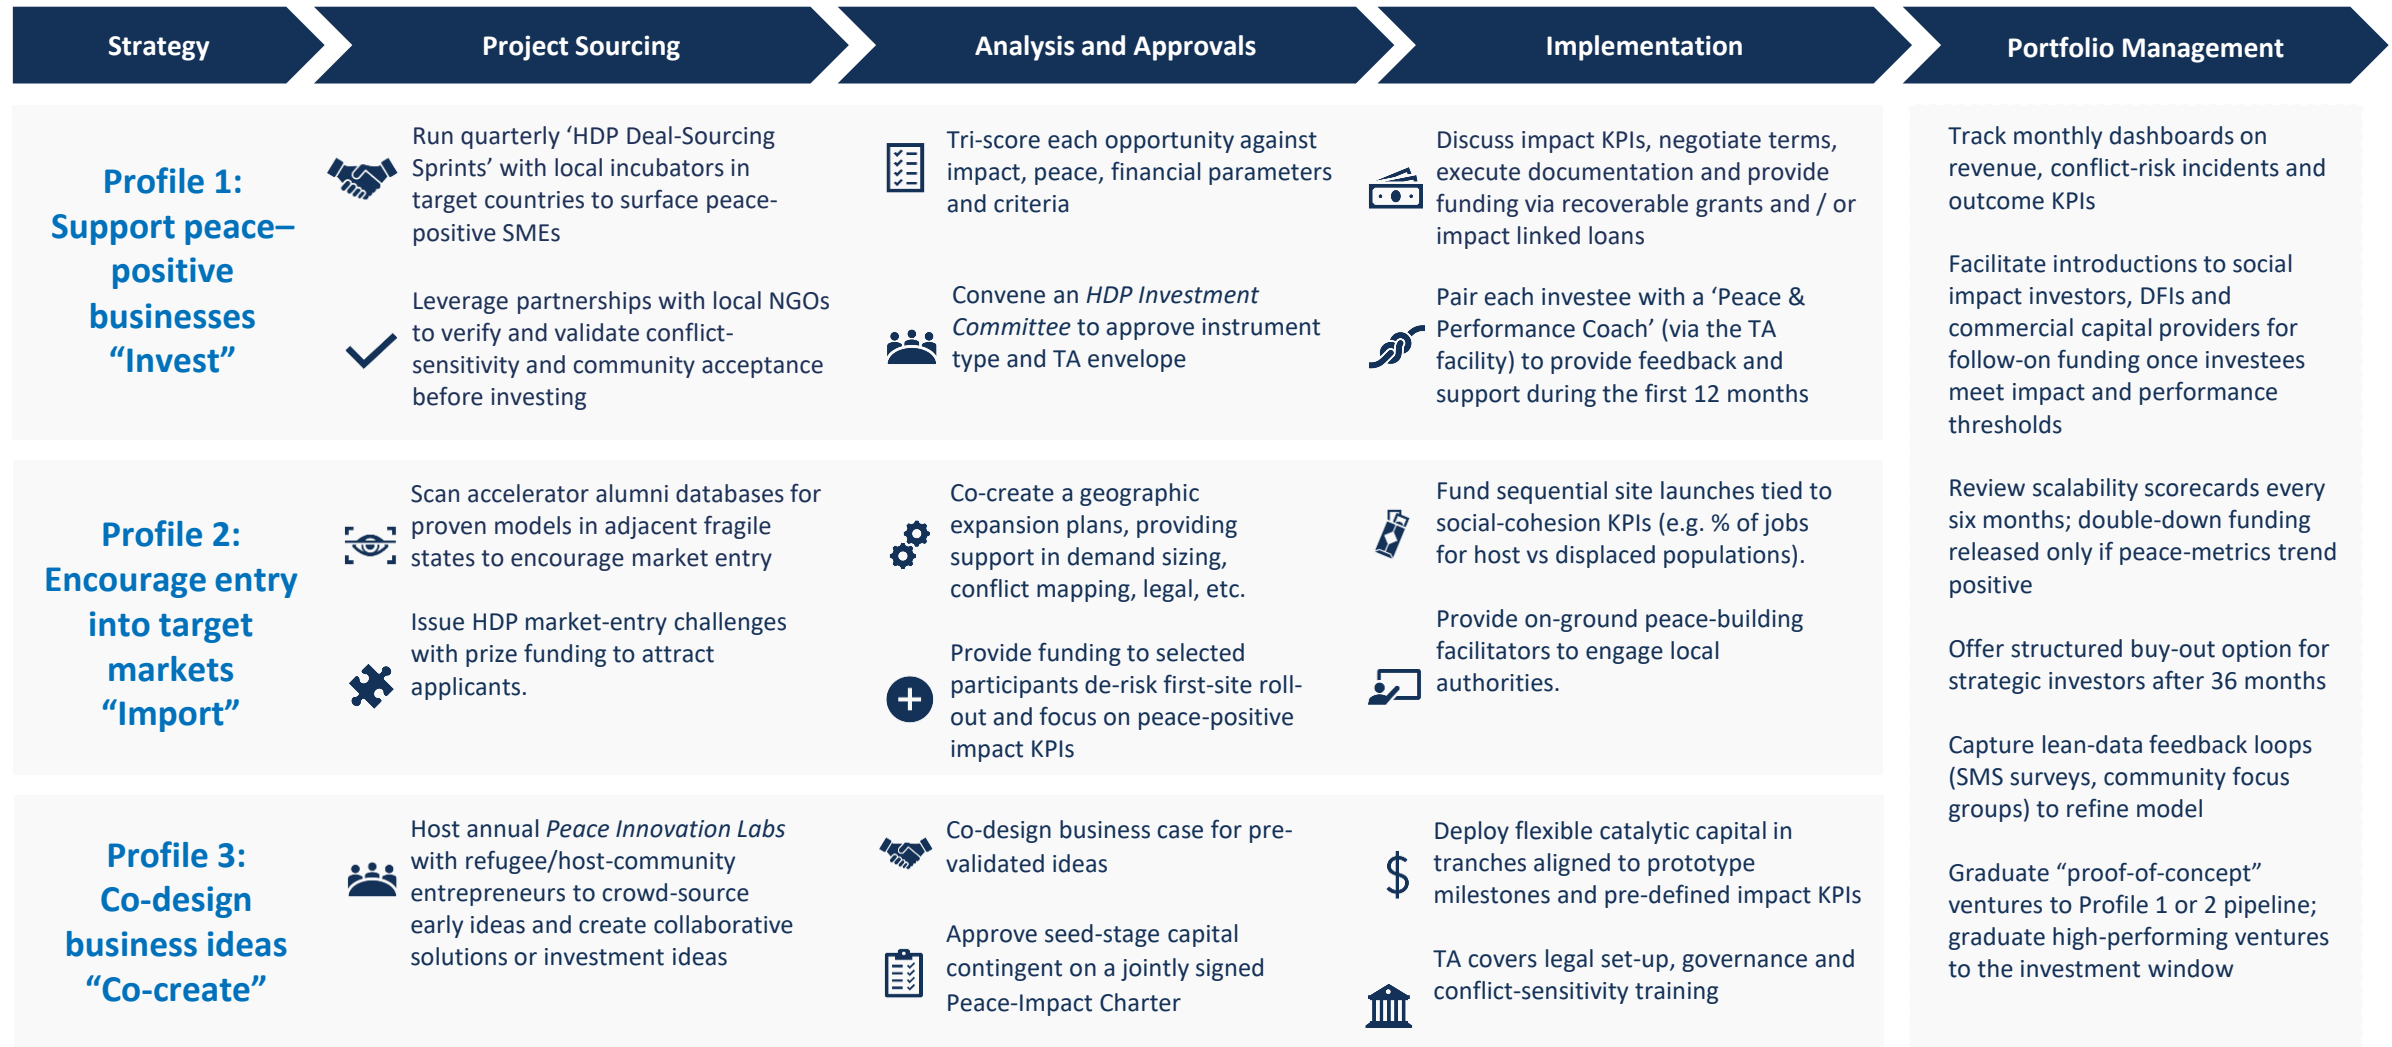 Strategy
Project Sourcing
Analysis and Approvals
Implementation
Portfolio Management
Profile 1:
Support peace–
positive
businesses
“Invest”
Run quarterly ‘HDP Deal-Sourcing
Sprints’ with local incubators in
target countries to surface peace-
positive SMEs
Leverage partnerships with local NGOs
to verify and validate conflict-
sensitivity and community acceptance
before investing
Tri-score each opportunity against
impact, peace, financial parameters
and criteria
Convene an HDP Investment
Committee to approve instrument
type and TA envelope
Discuss impact KPIs, negotiate terms,
execute documentation and provide
funding via recoverable grants and / or
impact linked loans
Pair each investee with a ‘Peace &
Performance Coach’ (via the TA
facility) to provide feedback and
support during the first 12 months
Profile 2:
Encourage entry
into target
markets
“Import”
Scan accelerator alumni databases for
proven models in adjacent fragile
states to encourage market entry
Issue HDP market-entry challenges
with prize funding to attract
applicants.
Co-create a geographic
expansion plans, providing
support in demand sizing,
conflict mapping, legal, etc.
Provide funding to selected
participants de-risk first-site roll-
out and focus on peace-positive
impact KPIs
Fund sequential site launches tied to
social-cohesion KPIs (e.g. % of jobs
for host vs displaced populations).
Provide on-ground peace-building
facilitators to engage local
authorities.
Profile 3:
Co-design
business ideas
“Co-create”
Host annual Peace Innovation Labs
with refugee/host-community
entrepreneurs to crowd-source
early ideas and create collaborative
solutions or investment ideas
Co-design business case for pre-
validated ideas
Approve seed-stage capital
contingent on a jointly signed
Peace-Impact Charter
Deploy flexible catalytic capital in
tranches aligned to prototype
milestones and pre-defined impact KPIs
TA covers legal set-up, governance and
conflict-sensitivity training
Track monthly dashboards on
revenue, conflict-risk incidents and
outcome KPIs
Facilitate introductions to social
impact investors, DFIs and
commercial capital providers for
follow-on funding once investees
meet impact and performance
thresholds
Review scalability scorecards every
six months; double-down funding
released only if peace-metrics trend
positive
Offer structured buy-out option for
strategic investors after 36 months
Capture lean-data feedback loops
(SMS surveys, community focus
groups) to refine model
Graduate “proof-of-concept”
ventures to Profile 1 or 2 pipeline;
graduate high-performing ventures
to the investment window